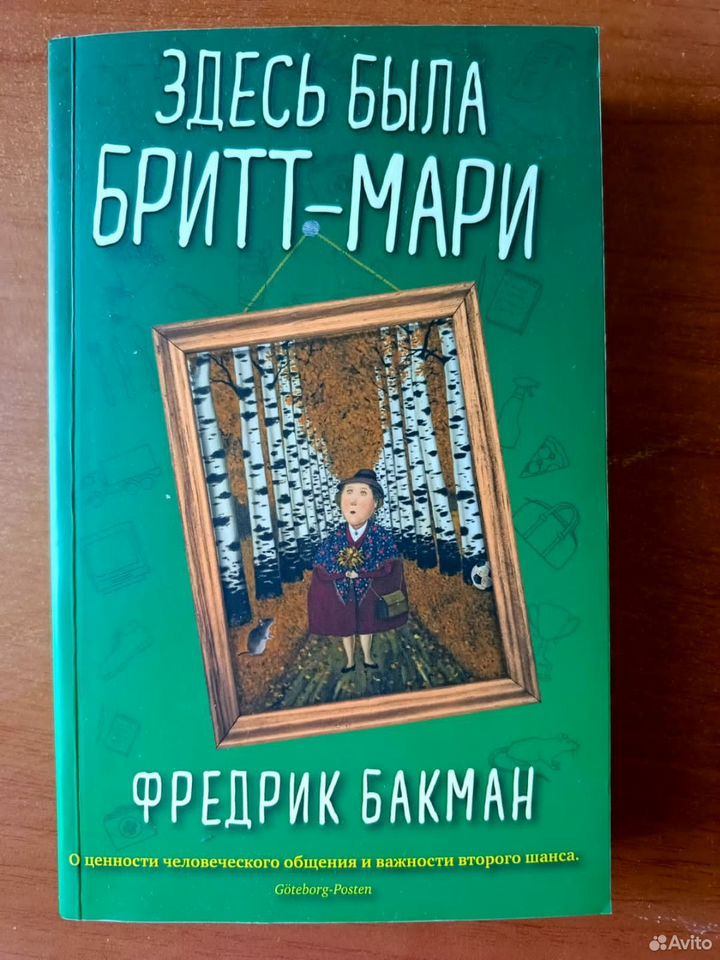 ЗДЕСЬ БЫЛА
БРИТТ-МАРИ
ФРЕДРИК БАКМАН
О ценности человеческого общения и важности второго шанса.
Göteborg-Posten
Avito